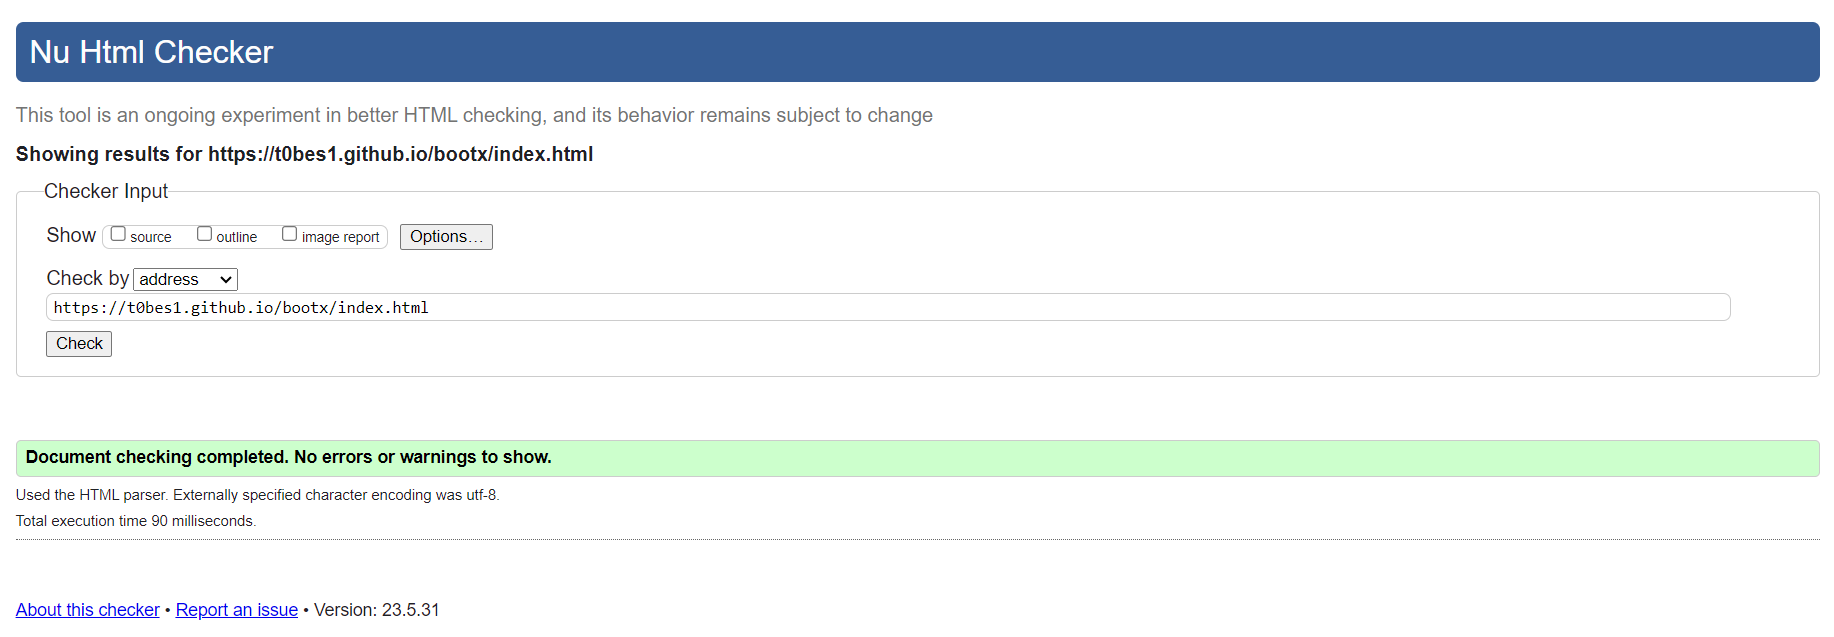 Nu Html Checker
This tool is an ongoing experiment in better HTML checking, and its behavior remains subject to change
Showing results for https://t0bes1.github.io/bootx/index.html
Checker Input
Show source outline image report Options...
Check by address
https://t0bes1.github.io/bootx/index.html
Check
Document checking completed. No errors or warnings to show.
Used the HTML parser. Externally specified character encoding was utf-8.
Total execution time 90 milliseconds.
About this checker • Report an issue • Version: 23.5.31